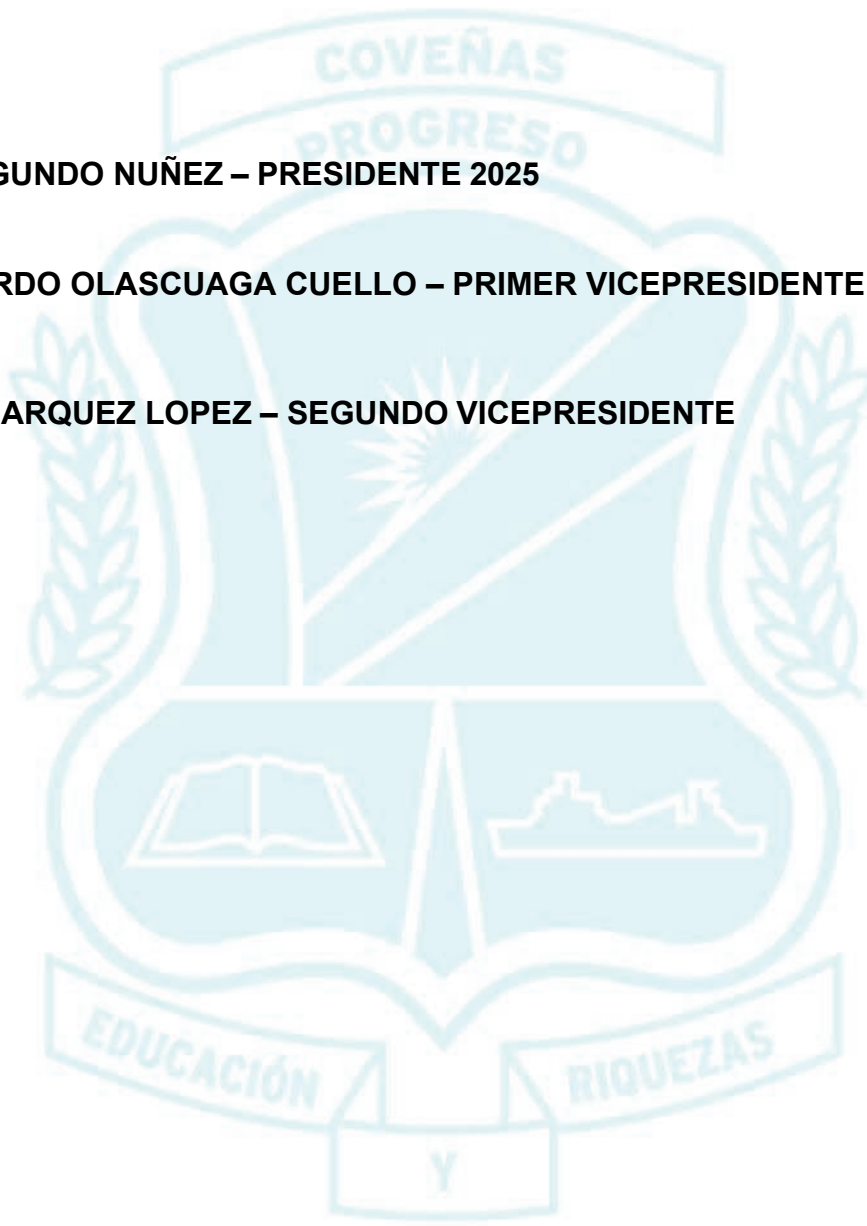 COVEÑAS
PROGRESO
GUNDO NUÑEZ – PRESIDENTE 2025
RDO OLASCUAGA CUELLO – PRIMER VICEPRESIDENTE
ARQUEZ LOPEZ – SEGUNDO VICEPRESIDENTE
EDUCACIÓN
RIQUEZAS
Y